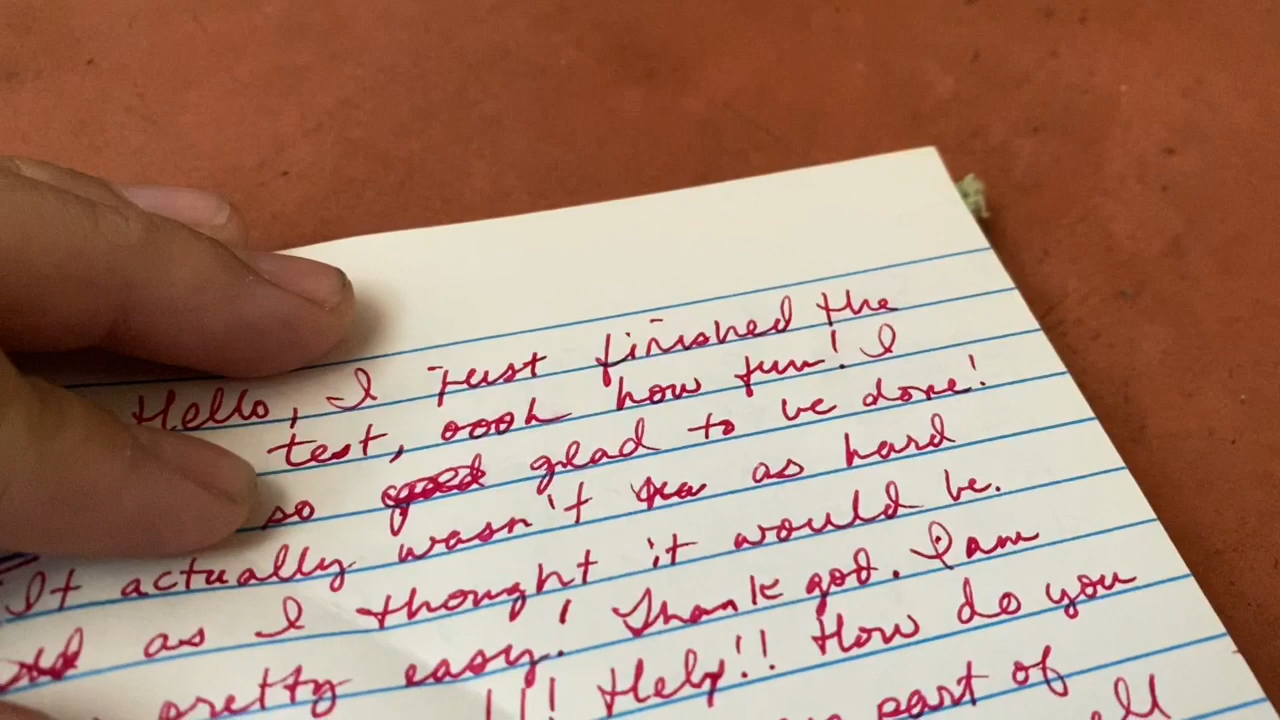 Hello, I just finished the
test, oooh how fun! I
so glad to be done!
It actually wasn't as hard
as I thought it would be.
pretty easy! Thank god. I am
!!! Help!! How do you
part of